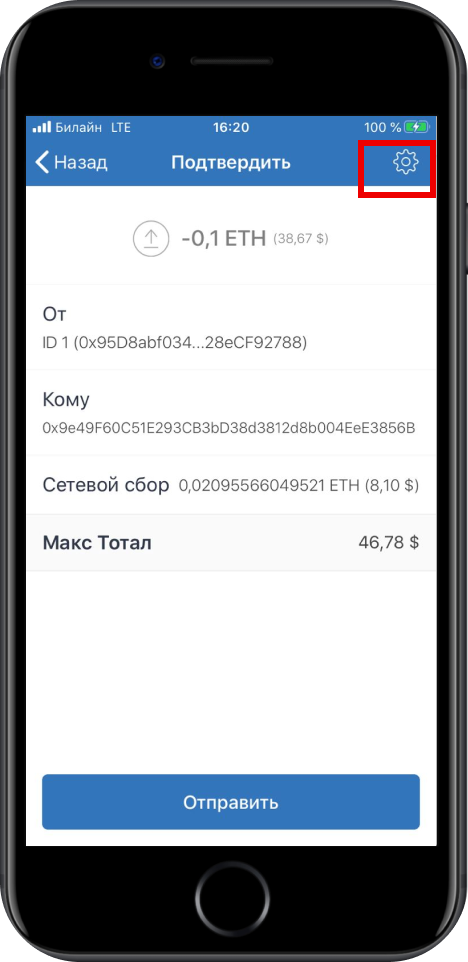 Билайн LTE 16:20 100 %
Назад Подтвердить
-0,1 ETH (38,67 $)
От
ID 1 (0x95D8abf034...28eCF92788)
Кому
0x9e49F60C51E293CB3bD38d3812d8b004EeE3856B
Сетевой сбор 0,02095566049521 ETH (8,10 $)
Макс Тотал 46,78 $
Отправить